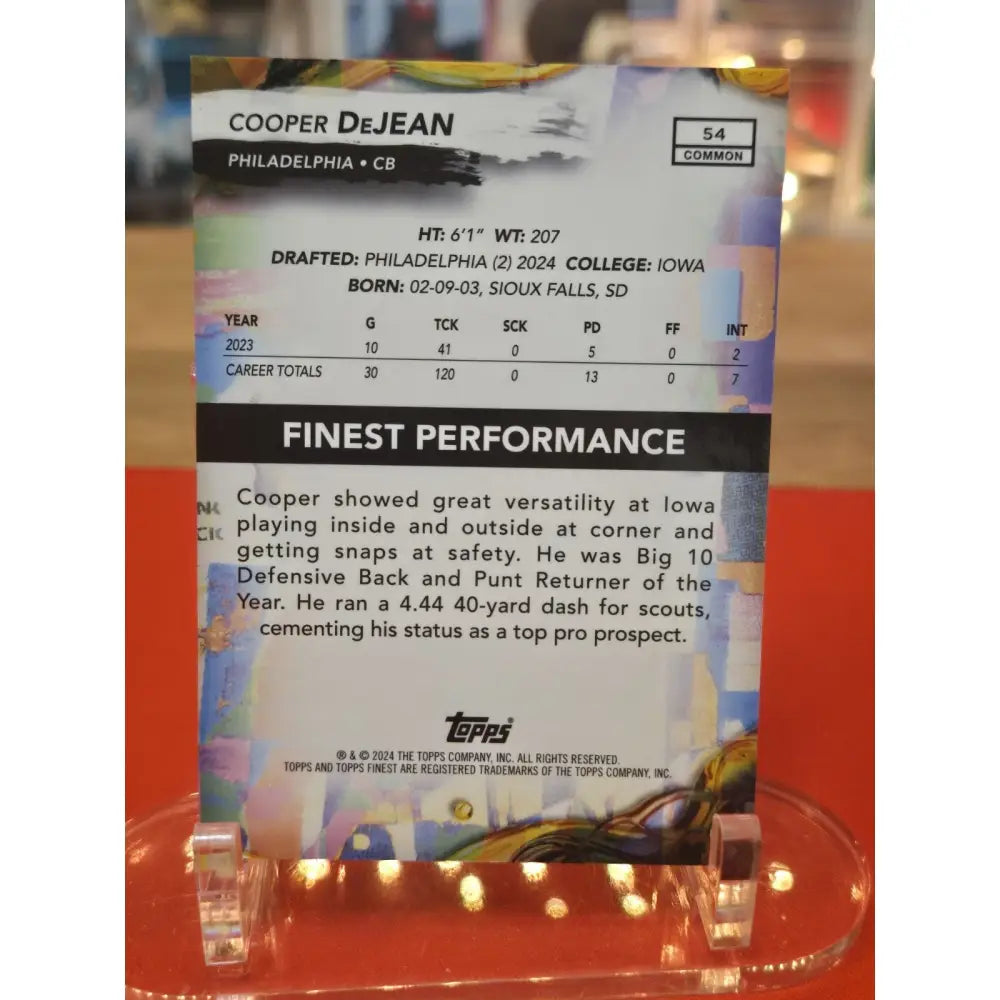 COOPER DEJEAN
PHILADELPHIA • CB
54
COMMON
HT: 6'1" WT: 207
DRAFTED: PHILADELPHIA (2) 2024 COLLEGE: IOWA
BORN: 02-09-03, SIOUX FALLS, SD
YEAR G TCK SCK PD FF INT
2023 10 41 0 5 0 2
CAREER TOTALS 30 120 0 13 0 7
FINEST PERFORMANCE
Cooper showed great versatility at Iowa
playing inside and outside at corner and
getting snaps at safety. He was Big 10
Defensive Back and Punt Returner of the
Year. He ran a 4.44 40-yard dash for scouts,
cementing his status as a top pro prospect.
Topps®
® & © 2024 THE TOPPS COMPANY, INC. ALL RIGHTS RESERVED.
TOPPS AND TOPPS FINEST ARE REGISTERED TRADEMARKS OF THE TOPPS COMPANY, INC.